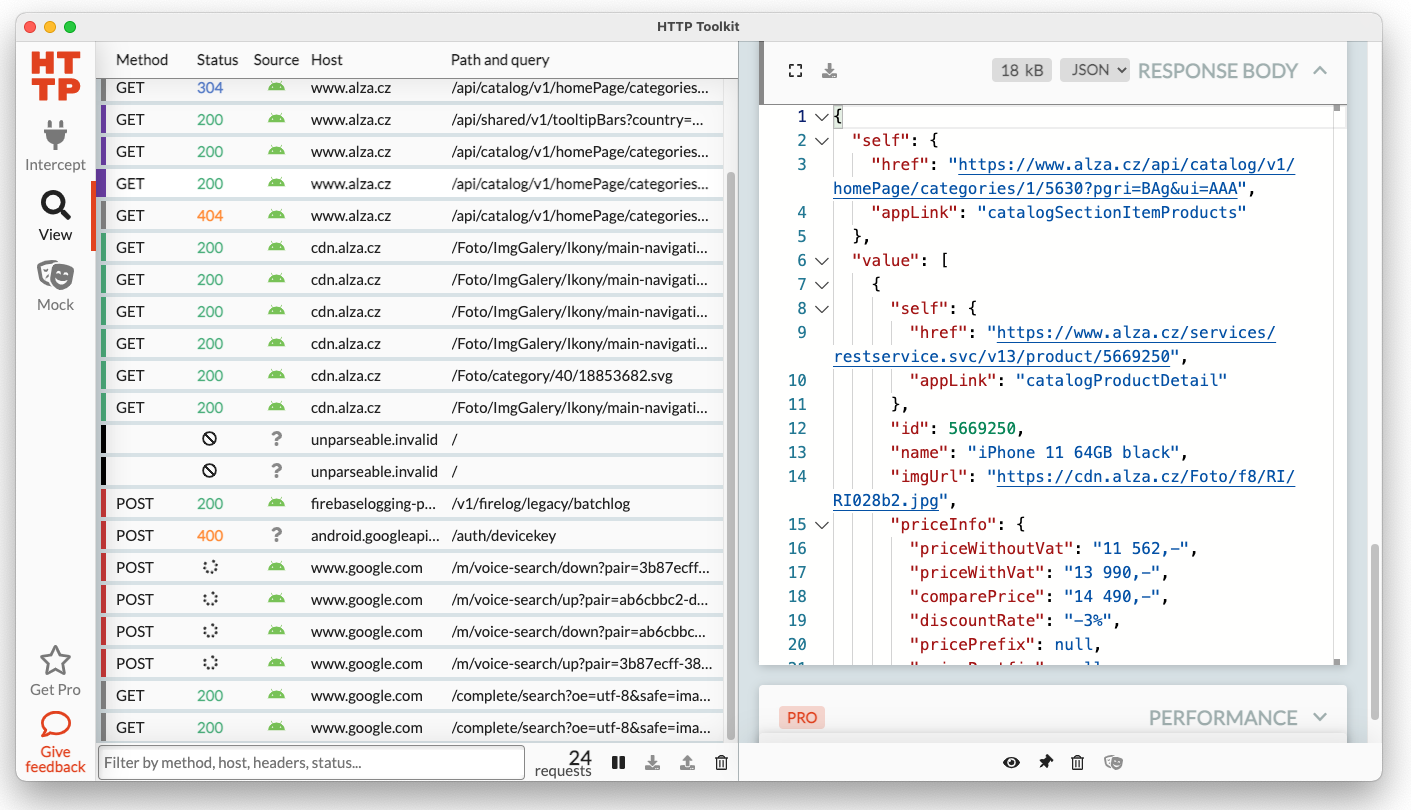 HTTP Toolkit
HT
TP
Intercept
View
Mock
Get Pro
Give
feedback
Method Status Source Host Path and query
GET 304 www.alza.cz /api/catalog/v1/homePage/categories...
GET 200 www.alza.cz /api/shared/v1/tooltipBars?country=...
GET 200 www.alza.cz /api/catalog/v1/homePage/categories...
GET 200 www.alza.cz /api/catalog/v1/homePage/categories...
GET 404 www.alza.cz /api/catalog/v1/homePage/categories...
GET 200 cdn.alza.cz /Foto/ImgGalery/Ikony/main-navigati...
GET 200 cdn.alza.cz /Foto/ImgGalery/Ikony/main-navigati...
GET 200 cdn.alza.cz /Foto/ImgGalery/Ikony/main-navigati...
GET 200 cdn.alza.cz /Foto/ImgGalery/Ikony/main-navigati...
GET 200 cdn.alza.cz /Foto/category/40/18853682.svg
GET 200 cdn.alza.cz /Foto/ImgGalery/Ikony/main-navigati...
? unparseable.invalid /
? unparseable.invalid /
POST 200 firebaselogging-p... /v1/firelog/legacy/batchlog
POST 400 ? android.googleapi... /auth/devicekey
POST www.google.com /m/voice-search/down?pair=3b87ecff...
POST www.google.com /m/voice-search/up?pair=ab6cbbc2-d...
POST www.google.com /m/voice-search/down?pair=ab6cbbc...
POST www.google.com /m/voice-search/up?pair=3b87ecff-38...
GET 200 www.google.com /complete/search?oe=utf-8&safe=ima...
GET 200 www.google.com /complete/search?oe=utf-8&safe=ima...
Filter by method, host, headers, status...
24
requests
18 kB JSON RESPONSE BODY
1 {
2 "self": {
3 "href": "https://www.alza.cz/api/catalog/v1/
homePage/categories/1/5630?pgri=BAg&ui=AAA",
4 "appLink": "catalogSectionItemProducts"
5 },
6 "value": [
7 {
8 "self": {
9 "href": "https://www.alza.cz/services/
restservice.svc/v13/product/5669250",
10 "appLink": "catalogProductDetail"
11 },
12 "id": 5669250,
13 "name": "iPhone 11 64GB black",
14 "imgUrl": "https://cdn.alza.cz/Foto/f8/RI/
RI028b2.jpg",
15 "priceInfo": {
16 "priceWithoutVat": "11 562,-",
17 "priceWithVat": "13 990,-",
18 "comparePrice": "14 490,-",
19 "discountRate": "-3%",
20 "pricePrefix": null,
PRO PERFORMANCE